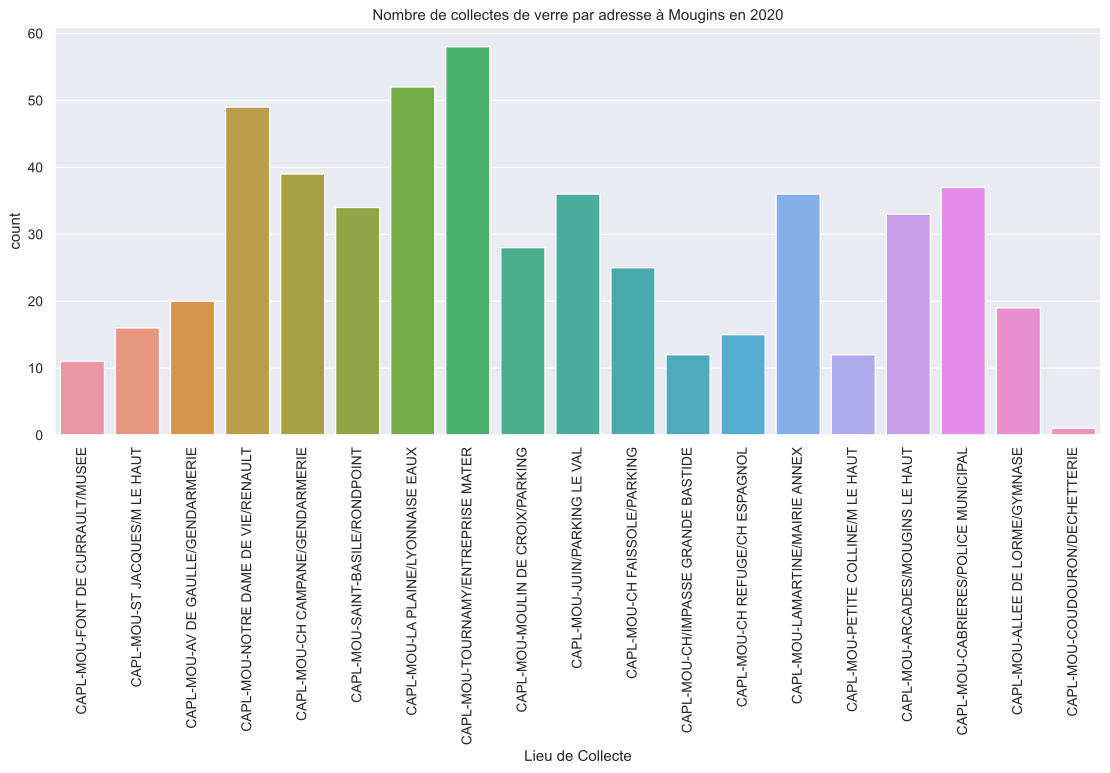 Nombre de collectes de verre par adresse à Mougins en 2020
count
60
50
40
30
20
10
0
CAPL-MOU-FONT DE CURRAULT/MUSEE
CAPL-MOU-ST JACQUES/M LE HAUT
CAPL-MOU-AV DE GAULLE/GENDARMERIE
CAPL-MOU-NOTRE DAME DE VIE/RENAULT
CAPL-MOU-CH CAMPANE/GENDARMERIE
CAPL-MOU-SAINT-BASILE/RONDPOINT
CAPL-MOU-LA PLAINE/LYONNAISE EAUX
CAPL-MOU-TOURNAMY/ENTREPRISE MATER
CAPL-MOU-MOULIN DE CROIX/PARKING
CAPL-MOU-JUIN/PARKING LE VAL
CAPL-MOU-CH FAISSOLE/PARKING
CAPL-MOU-CH/IMPASSE GRANDE BASTIDE
CAPL-MOU-CH REFUGE/CH ESPAGNOL
CAPL-MOU-LAMARTINE/MAIRIE ANNEX
CAPL-MOU-PETITE COLLINE/M LE HAUT
CAPL-MOU-ARCADES/MOUGINS LE HAUT
CAPL-MOU-CABRIERES/POLICE MUNICIPAL
CAPL-MOU-ALLEE DE LORME/GYMNASE
CAPL-MOU-COUDOURON/DECHETTERIE
Lieu de Collecte